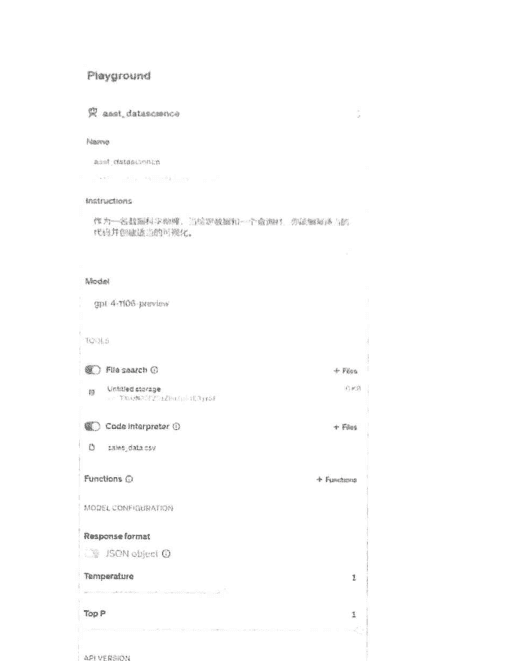 Playground
asst_datascience
Name
asst_datascience
Instructions
作为一名数据科学助理，当给定数据和一个查询时，你能编写适当的
代码并创建适当的可视化。
Model
gpt-4-1106-preview
TOOLS
File search
+ Files
Untitled storage
Code interpreter
+ Files
sales_data.csv
Functions
+ Functions
MODEL CONFIGURATION
Response format
JSON object
Temperature 1
Top P 1
API VERSION